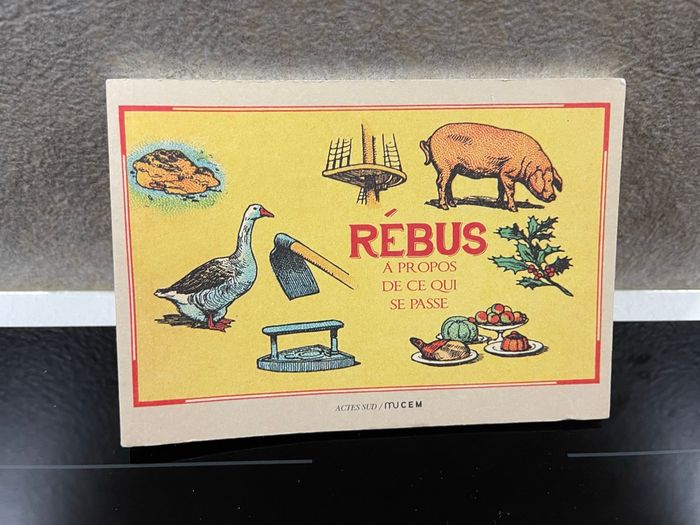 RÉBUS
À PROPOS
DE CE QUI
SE PASSE
ACTES SUD / MUCEM